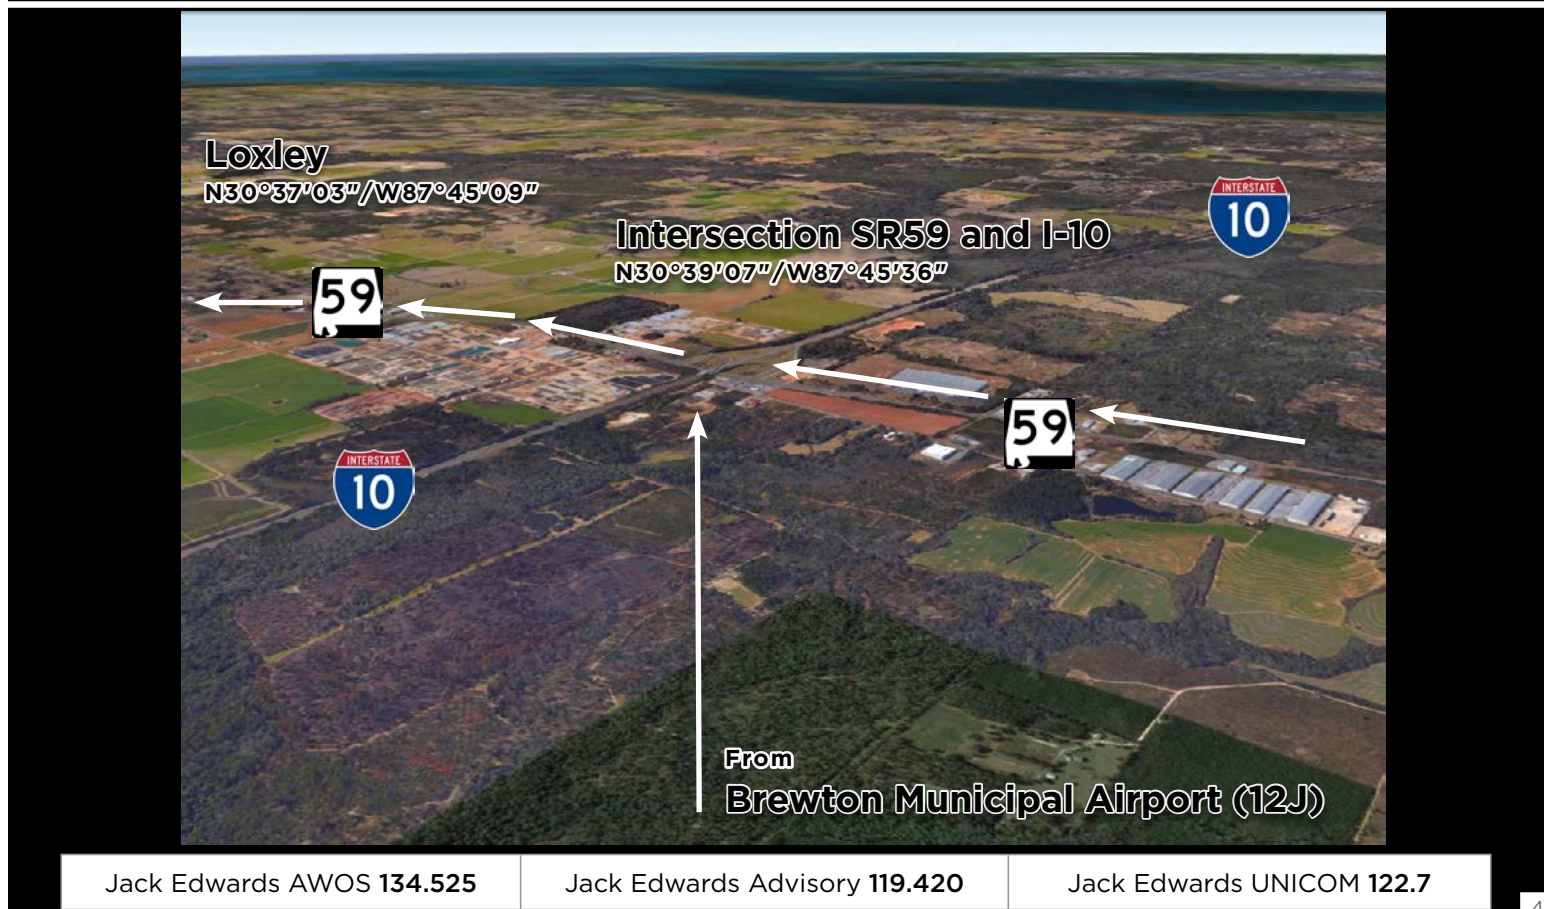 Loxley
N30°37'03"/W87°45'09"
INTERSTATE
10
Intersection SR59 and I-10
N30°39'07"/W87°45'36"
59
59
INTERSTATE
10
From
Brewton Municipal Airport (12J)
Jack Edwards AWOS 134.525
Jack Edwards Advisory 119.420
Jack Edwards UNICOM 122.7